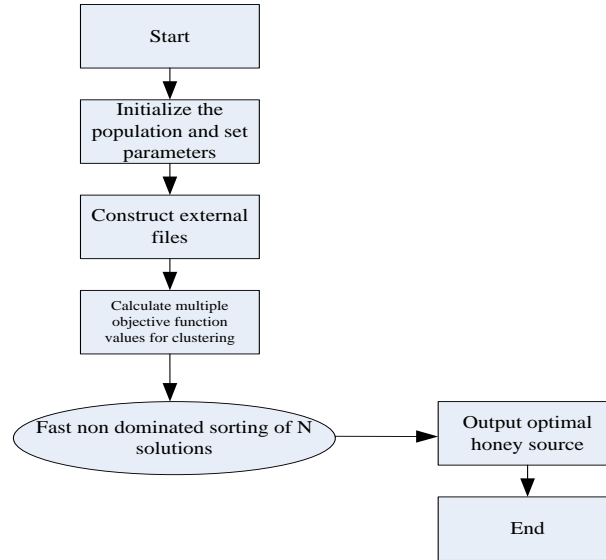 Start
Initialize the
population and set
parameters
Construct external
files
Calculate multiple
objective function
values for clustering
Fast non dominated sorting of N
solutions
Output optimal
honey source
End